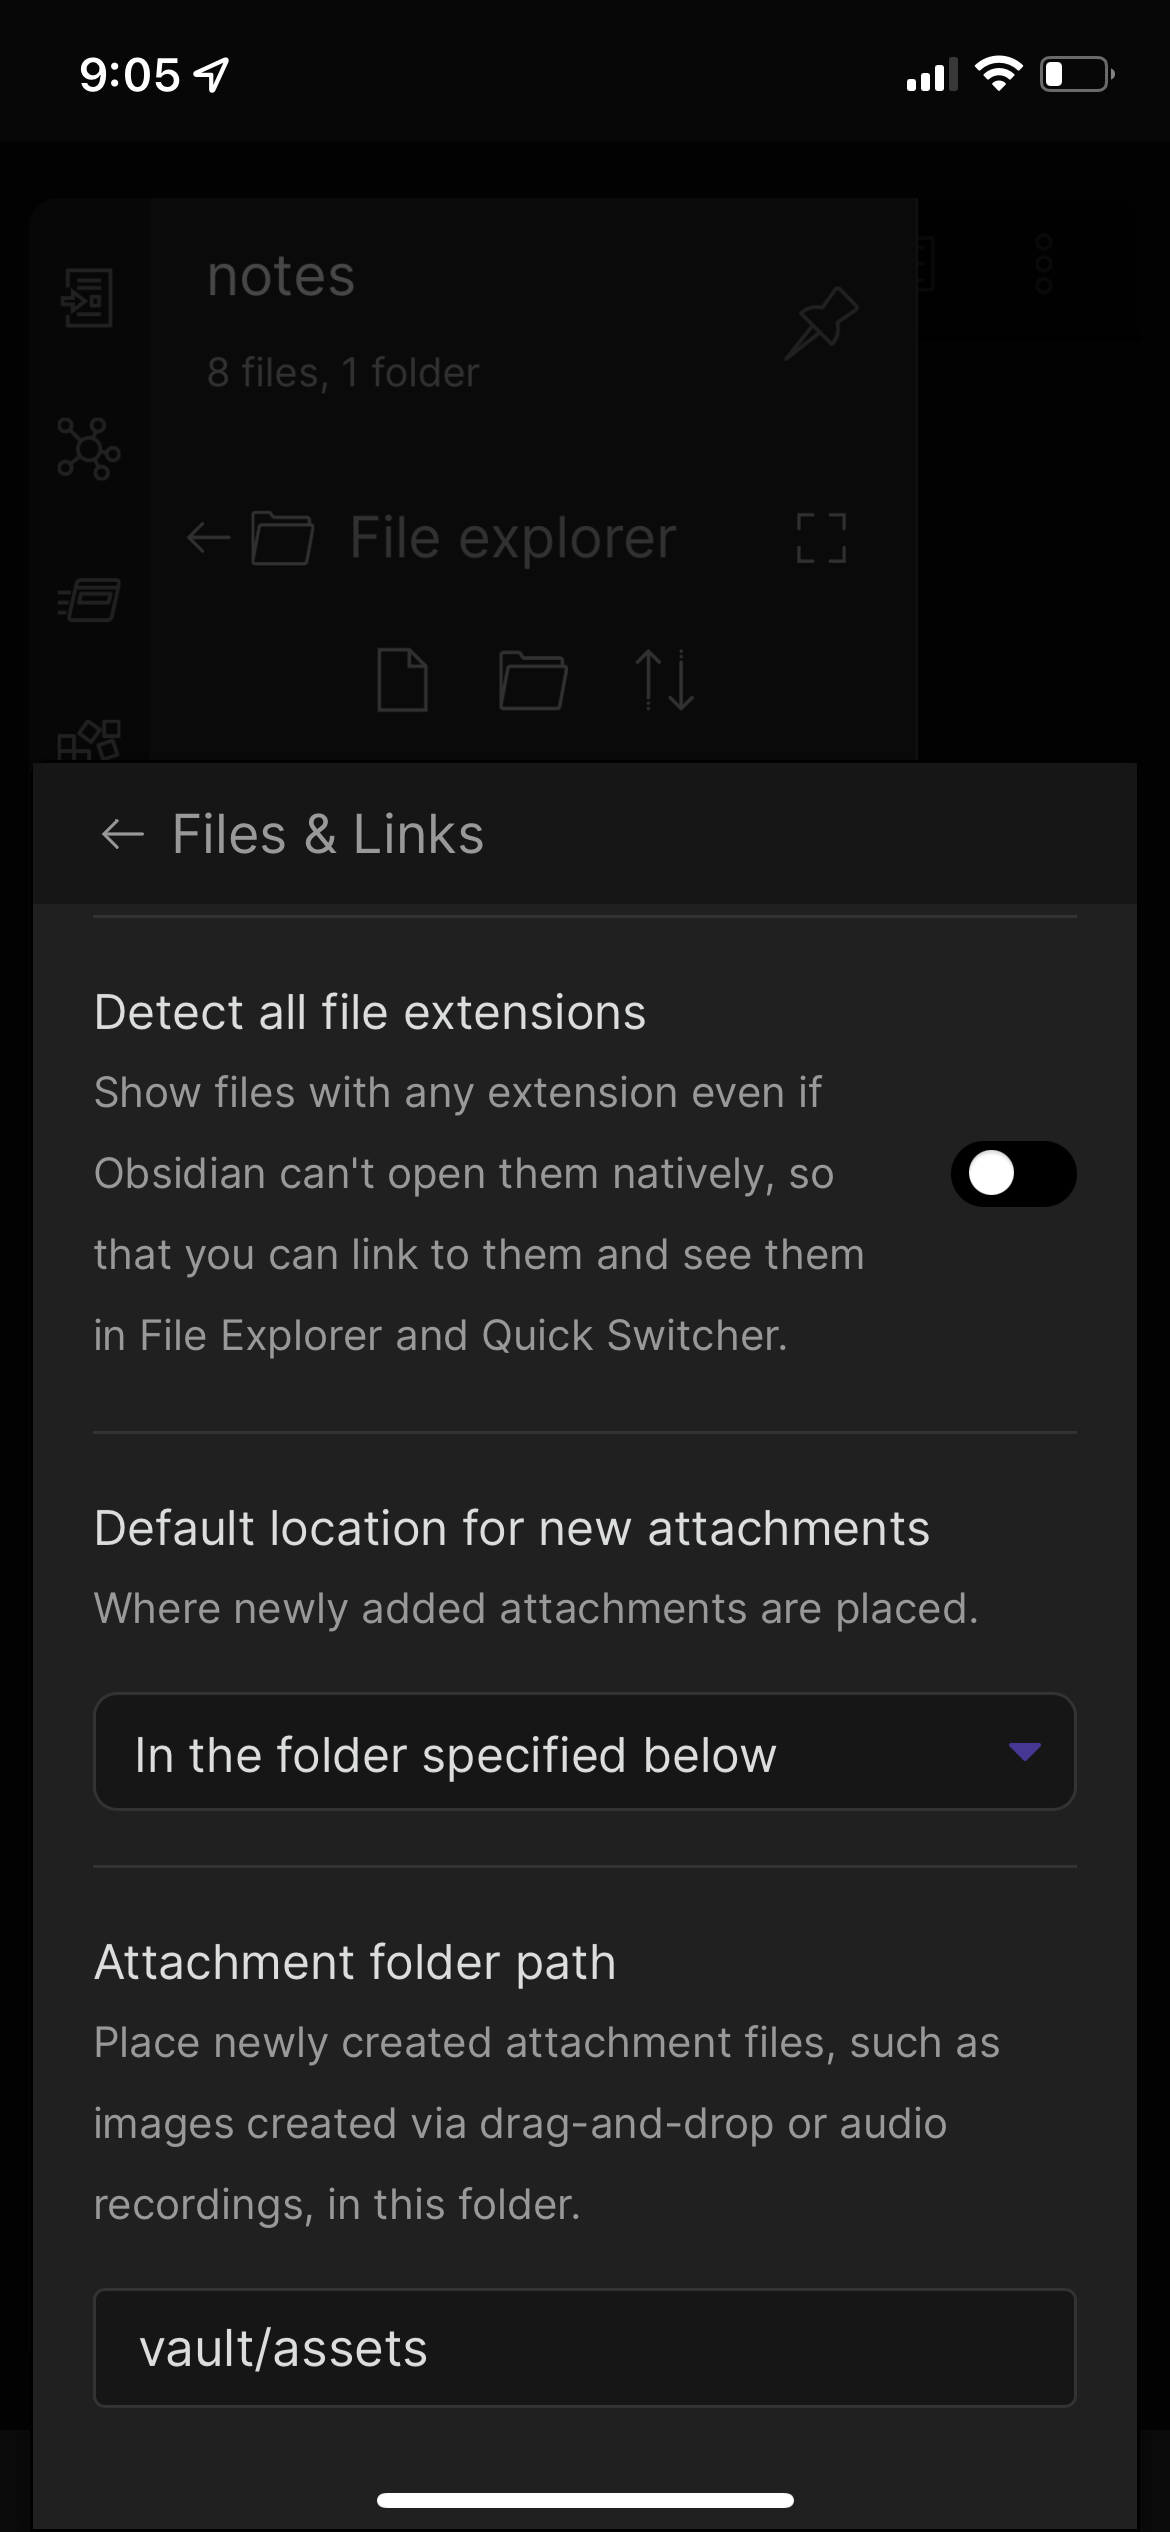 9:05
notes
8 files, 1 folder
File explorer
Files & Links
Detect all file extensions
Show files with any extension even if
Obsidian can't open them natively, so
that you can link to them and see them
in File Explorer and Quick Switcher.
Default location for new attachments
Where newly added attachments are placed.
In the folder specified below
Attachment folder path
Place newly created attachment files, such as
images created via drag-and-drop or audio
recordings, in this folder.
vault/assets